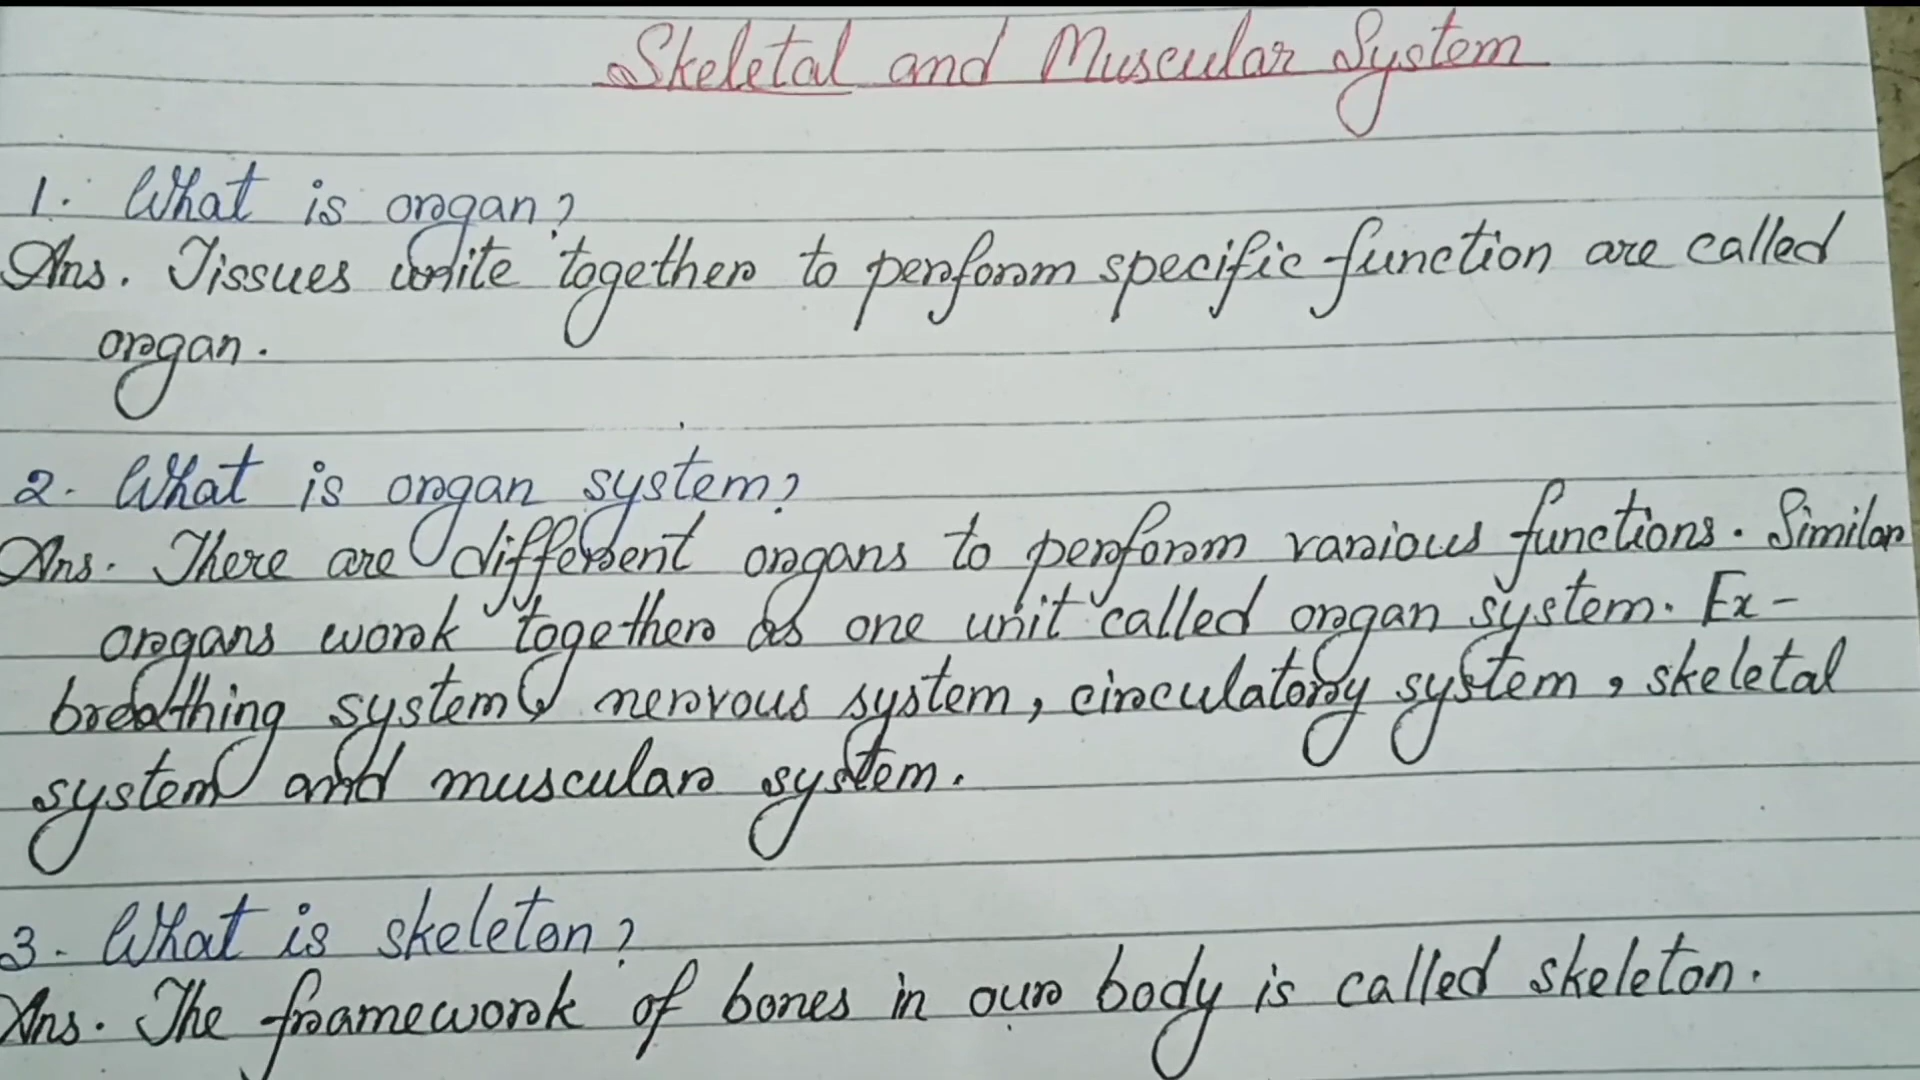 Skeletal and Muscular System
1. What is organ?
Ans. Tissues unite together to perform specific function are called
organ.
2. What is organ system?
Ans. There are different organs to perform various functions. Similar
organs work together as one unit called organ system. Ex-
breathing system, nervous system, circulatory system, skeletal
system and muscular system.
3. What is skeleton?
Ans. The framework of bones in our body is called skeleton.